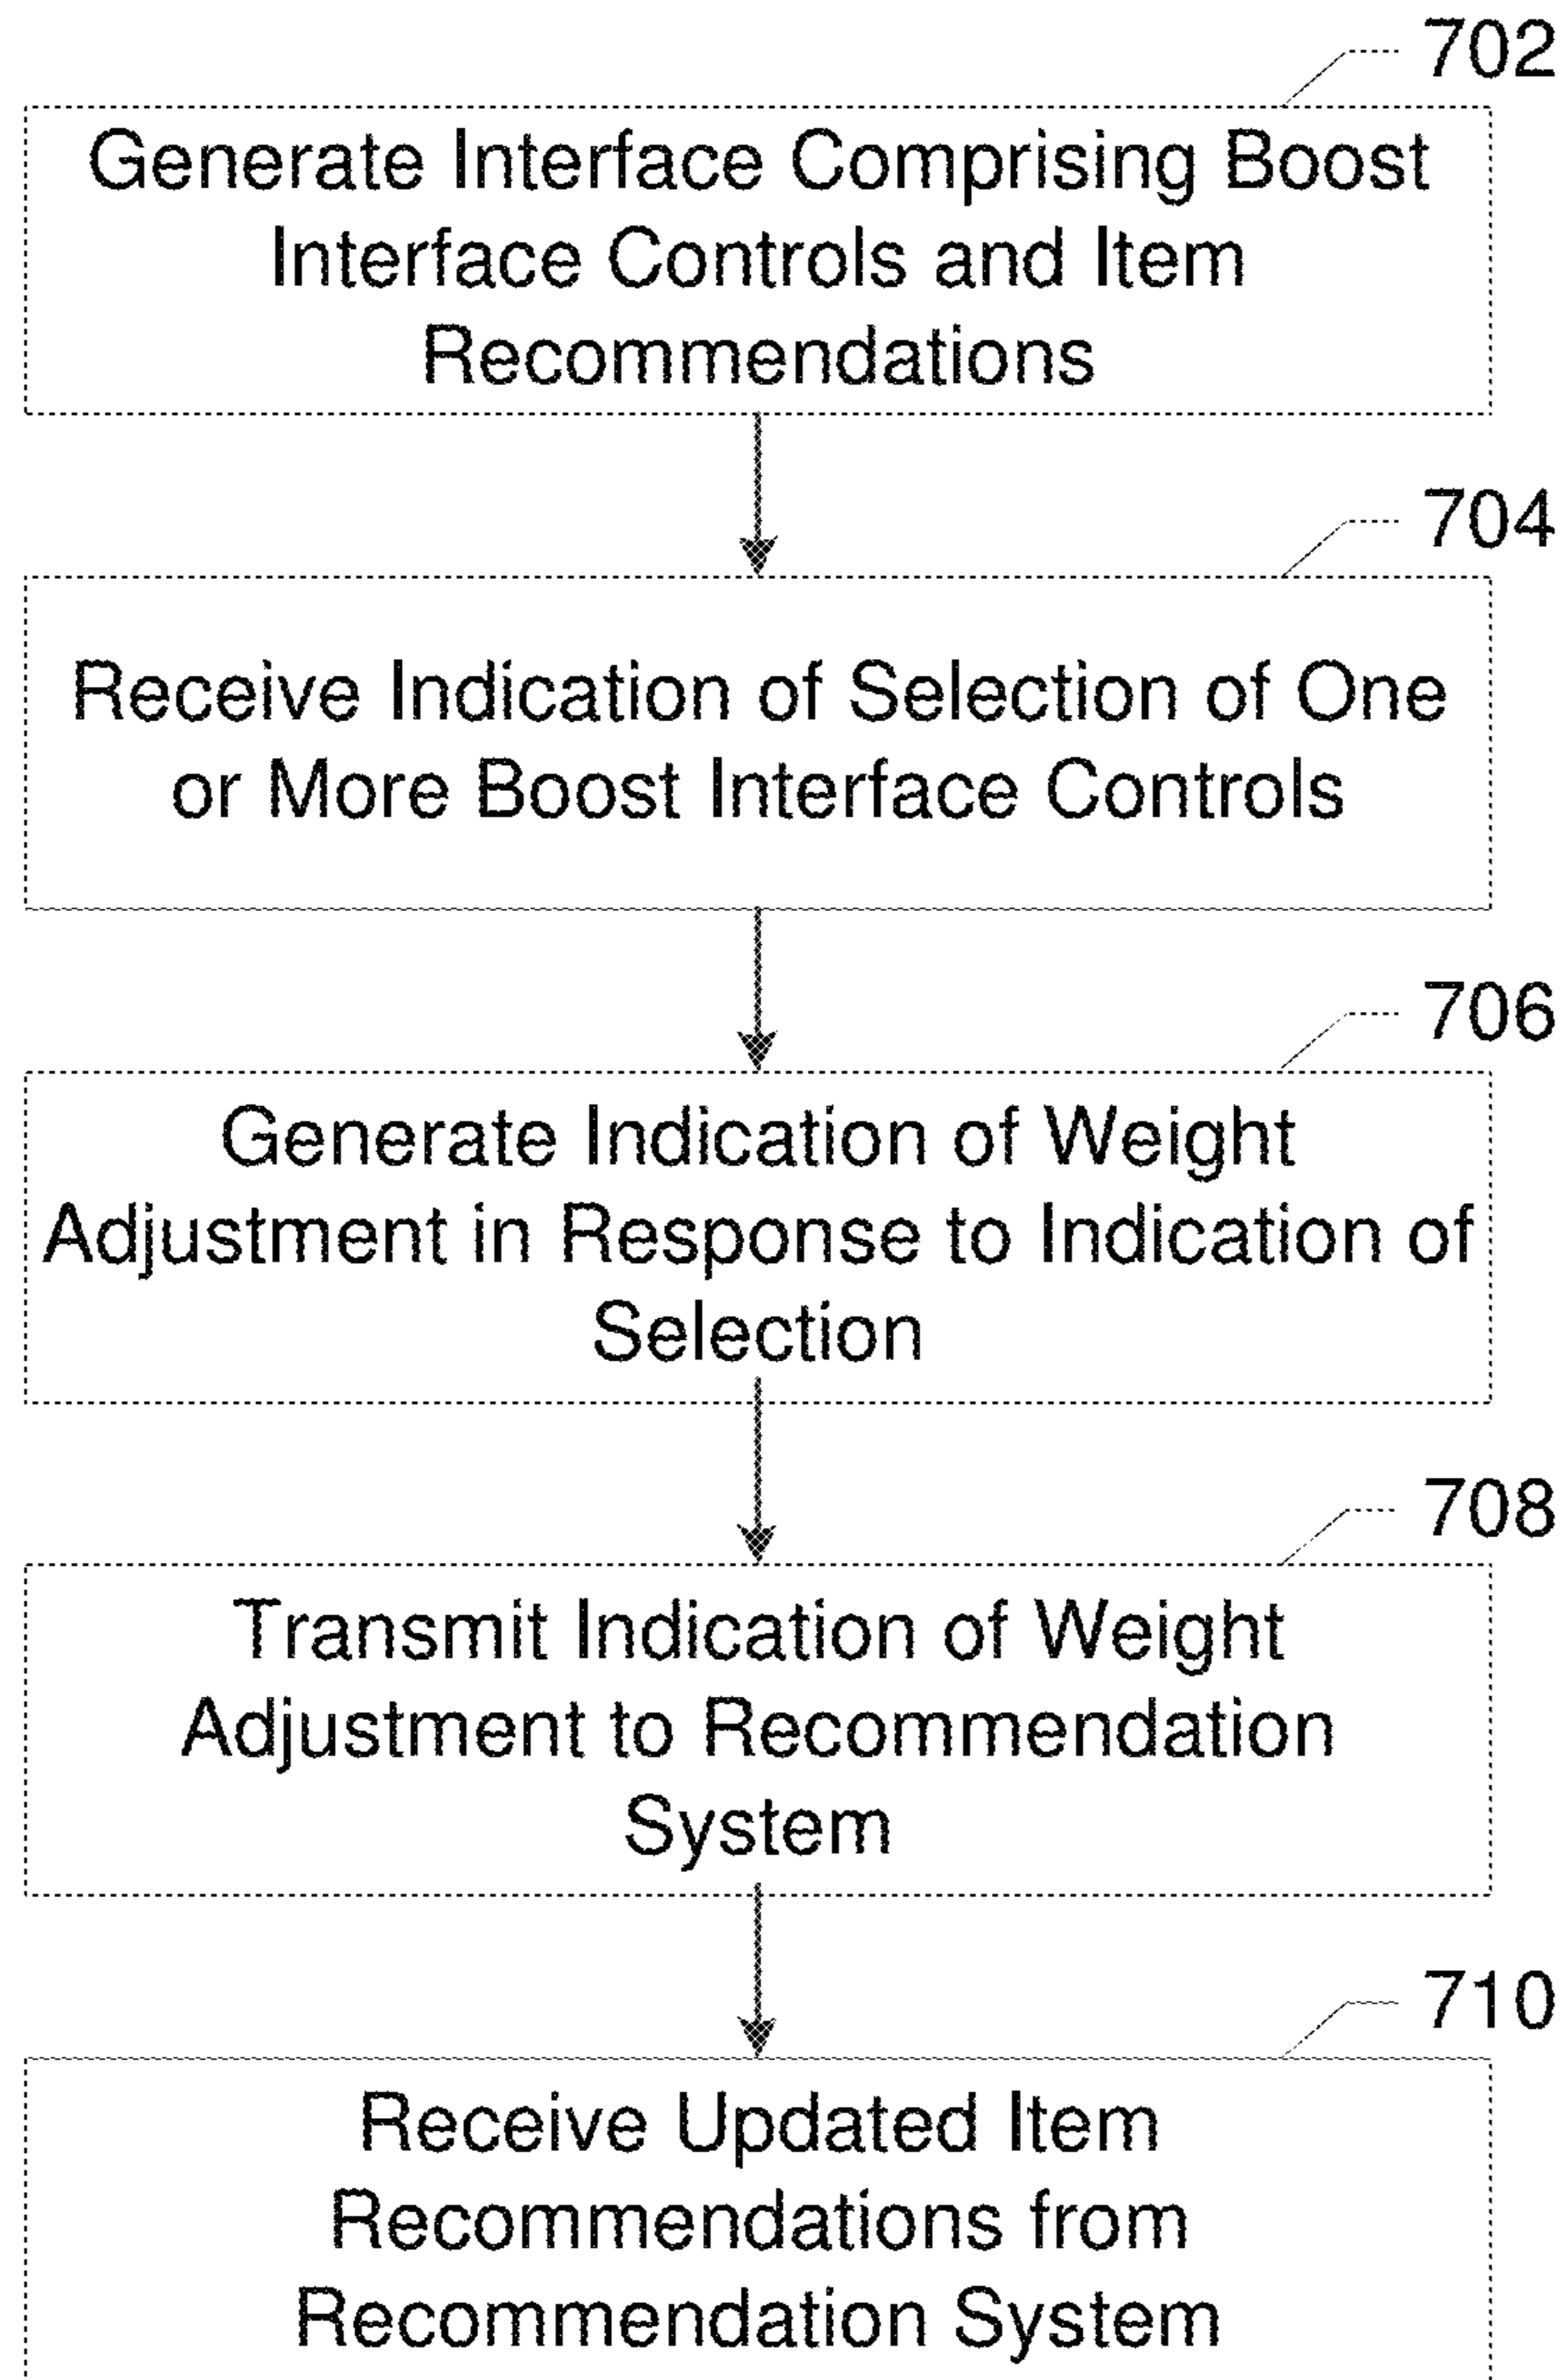 702
Generate Interface Comprising Boost
Interface Controls and Item
Recommendations
704
Receive Indication of Selection of One
or More Boost Interface Controls
706
Generate Indication of Weight
Adjustment in Response to Indication of
Selection
708
Transmit Indication of Weight
Adjustment to Recommendation
System
710
Receive Updated Item
Recommendations from
Recommendation System